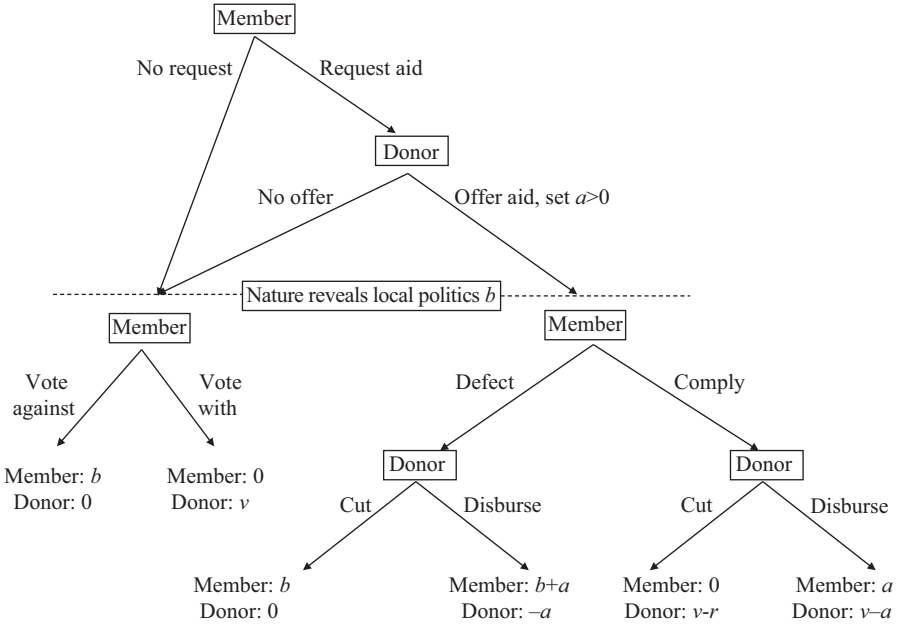 Member
No request
Request aid
Donor
No offer
Offer aid, set a>0
Nature reveals local politics b
Member
Member
Vote
against
Vote
with
Defect
Comply
Member: b
Donor: 0
Member: 0
Donor: v
Donor
Donor
Cut
Disburse
Cut
Disburse
Member: b
Donor: 0
Member: b+a
Donor: –a
Member: 0
Donor: v-r
Member: a
Donor: v–a